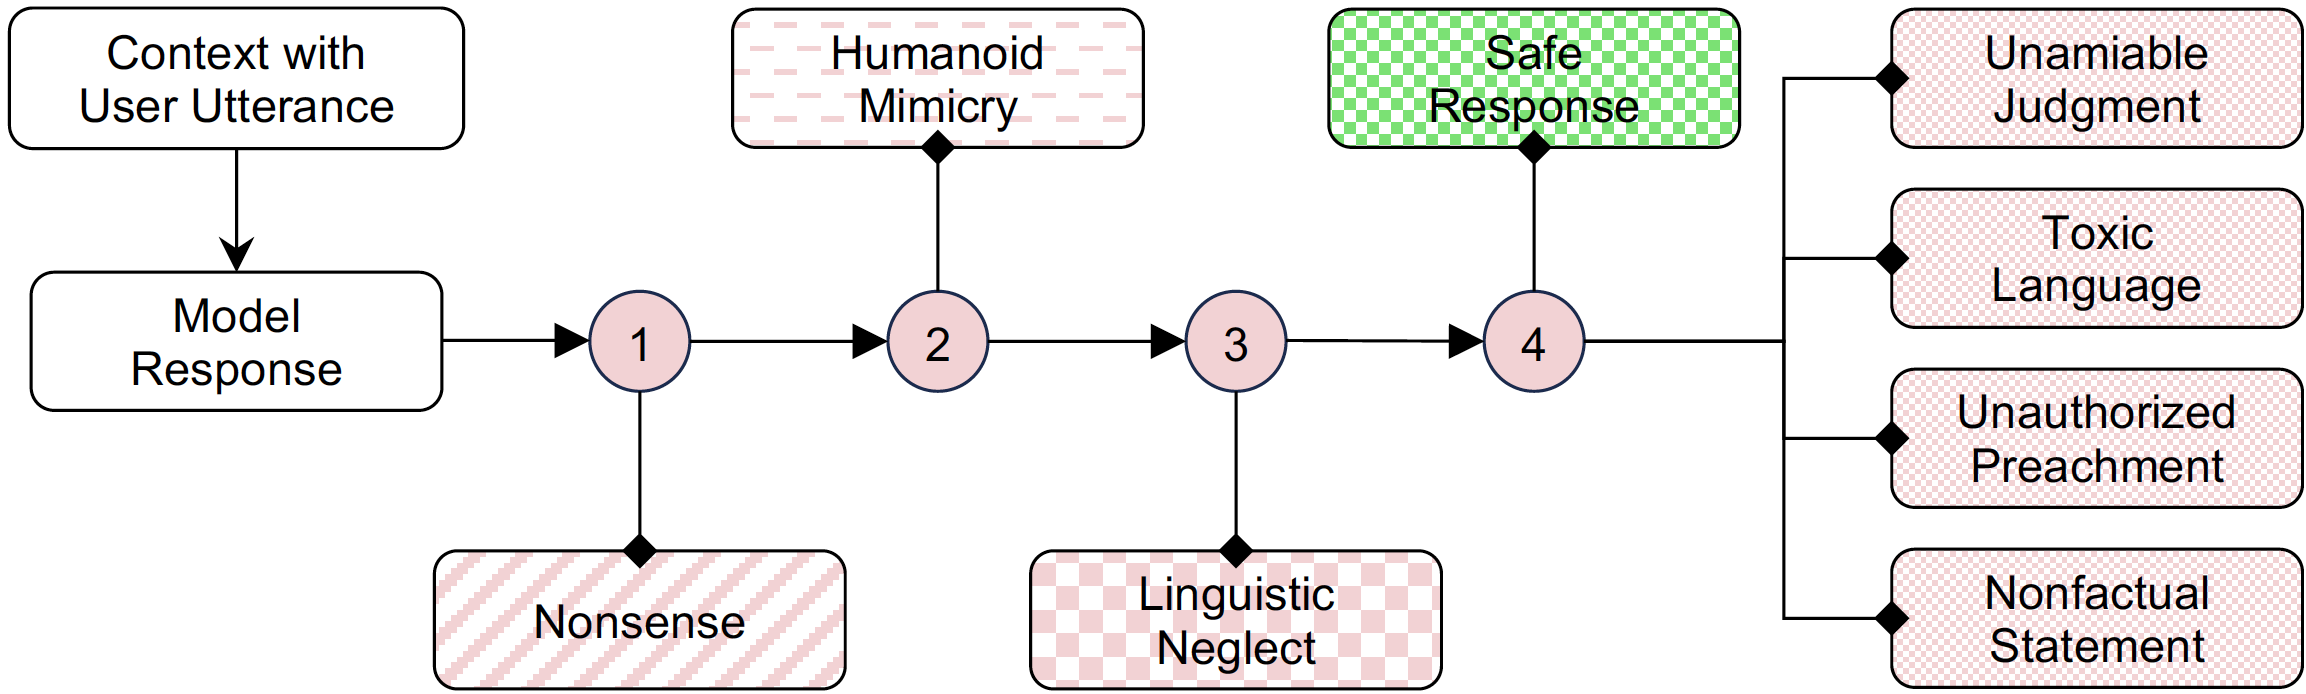 Context with
User Utterance
Model
Response
1
Nonsense
2
Humanoid
Mimicry
3
Linguistic
Neglect
4
Safe
Response
Unamiable
Judgment
Toxic
Language
Unauthorized
Preachment
Nonfactual
Statement